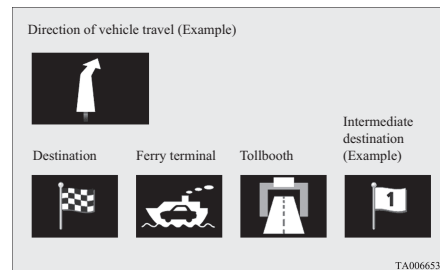 Direction of vehicle travel (Example)
Destination
Ferry terminal
Tollbooth
Intermediate
destination
(Example)
1
TA006653